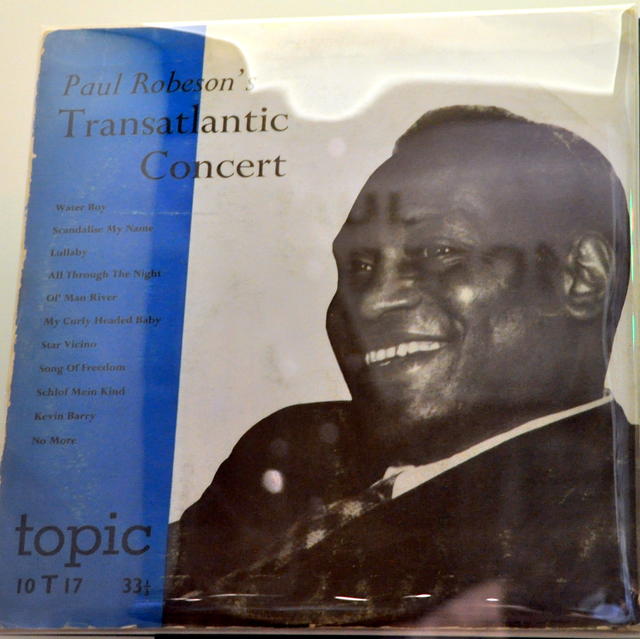 Paul Robeson's
Transatlantic
Concert
Water Boy
Scandalise My Name
Lullaby
All Through The Night
Ol' Man River
My Curly Headed Baby
Star Vicino
Song Of Freedom
Schlof Mein Kind
Kevin Barry
No More
topic
10 T 17 33⅓